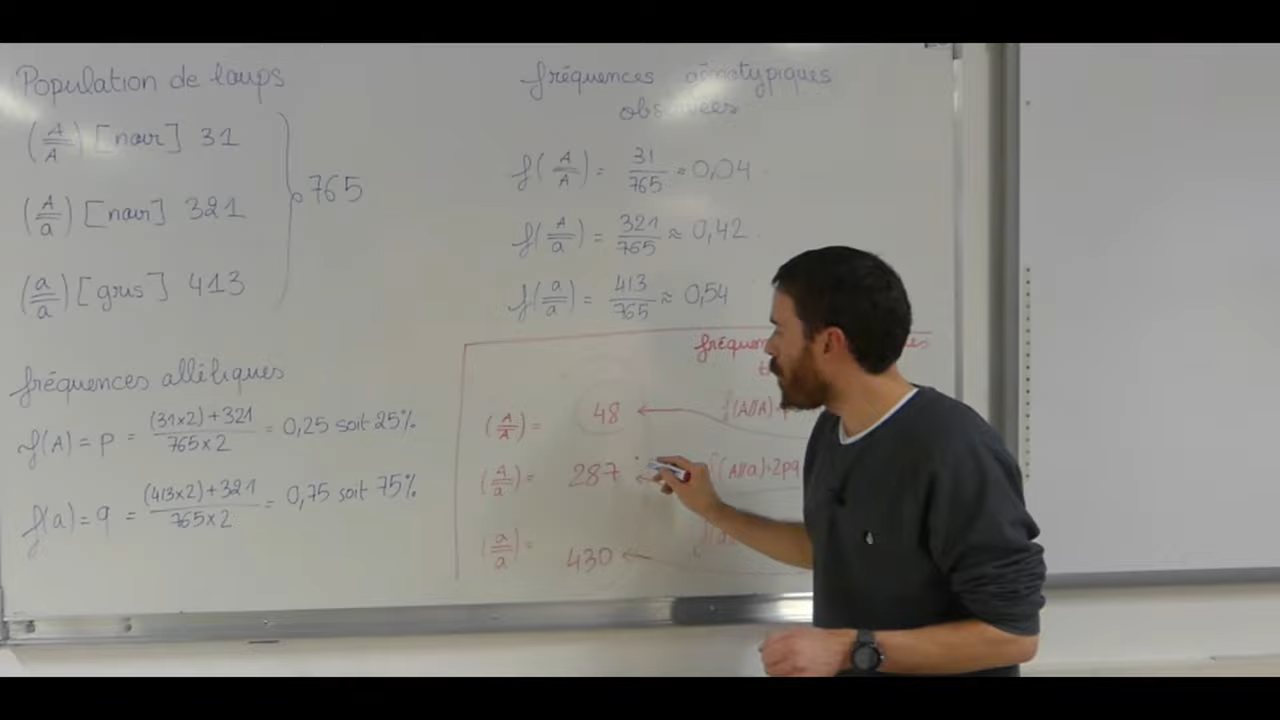 Population de loups
(A/A) [noir] 31
(A/a) [noir] 321
(a/a) [gris] 413
765
fréquences alléliques
f(A) = p = (31x2)+321 / 765x2 = 0,25 soit 25%
f(a) = q = (413x2)+321 / 765x2 = 0,75 soit 75%
fréquences génotypiques
observées
f(A/A) = 31/765 ≈ 0,04
f(A/a) = 321/765 ≈ 0,42
f(a/a) = 413/765 ≈ 0,54
(A/A) = 48
f(A//A)=
(A/a) = 287
f(A//a)=2pq
(a/a) = 430